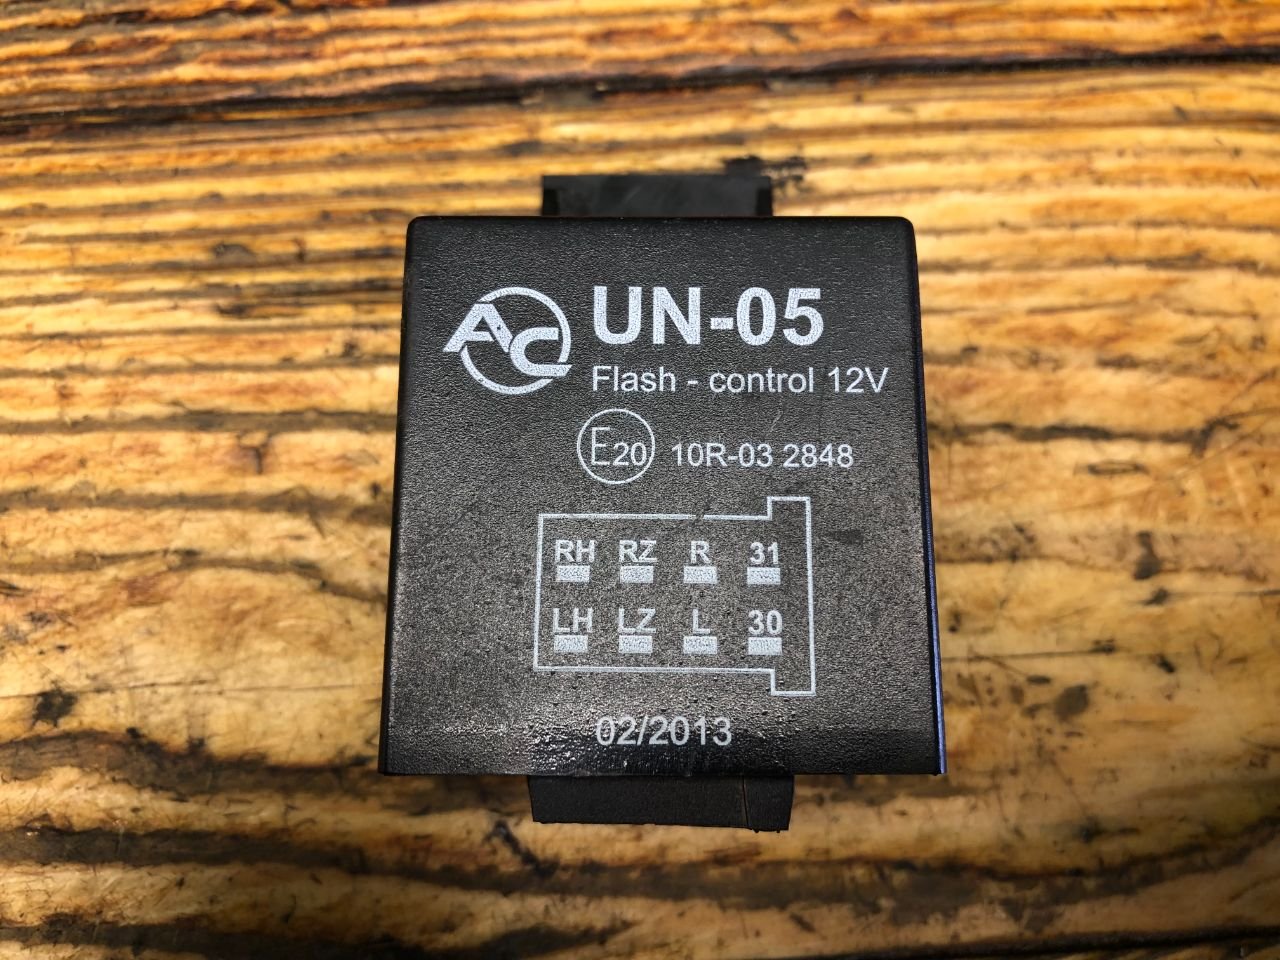 AC UN-05
Flash - control 12V
E20 10R-03 2848
RH RZ R 31
LH LZ L 30
02/2013